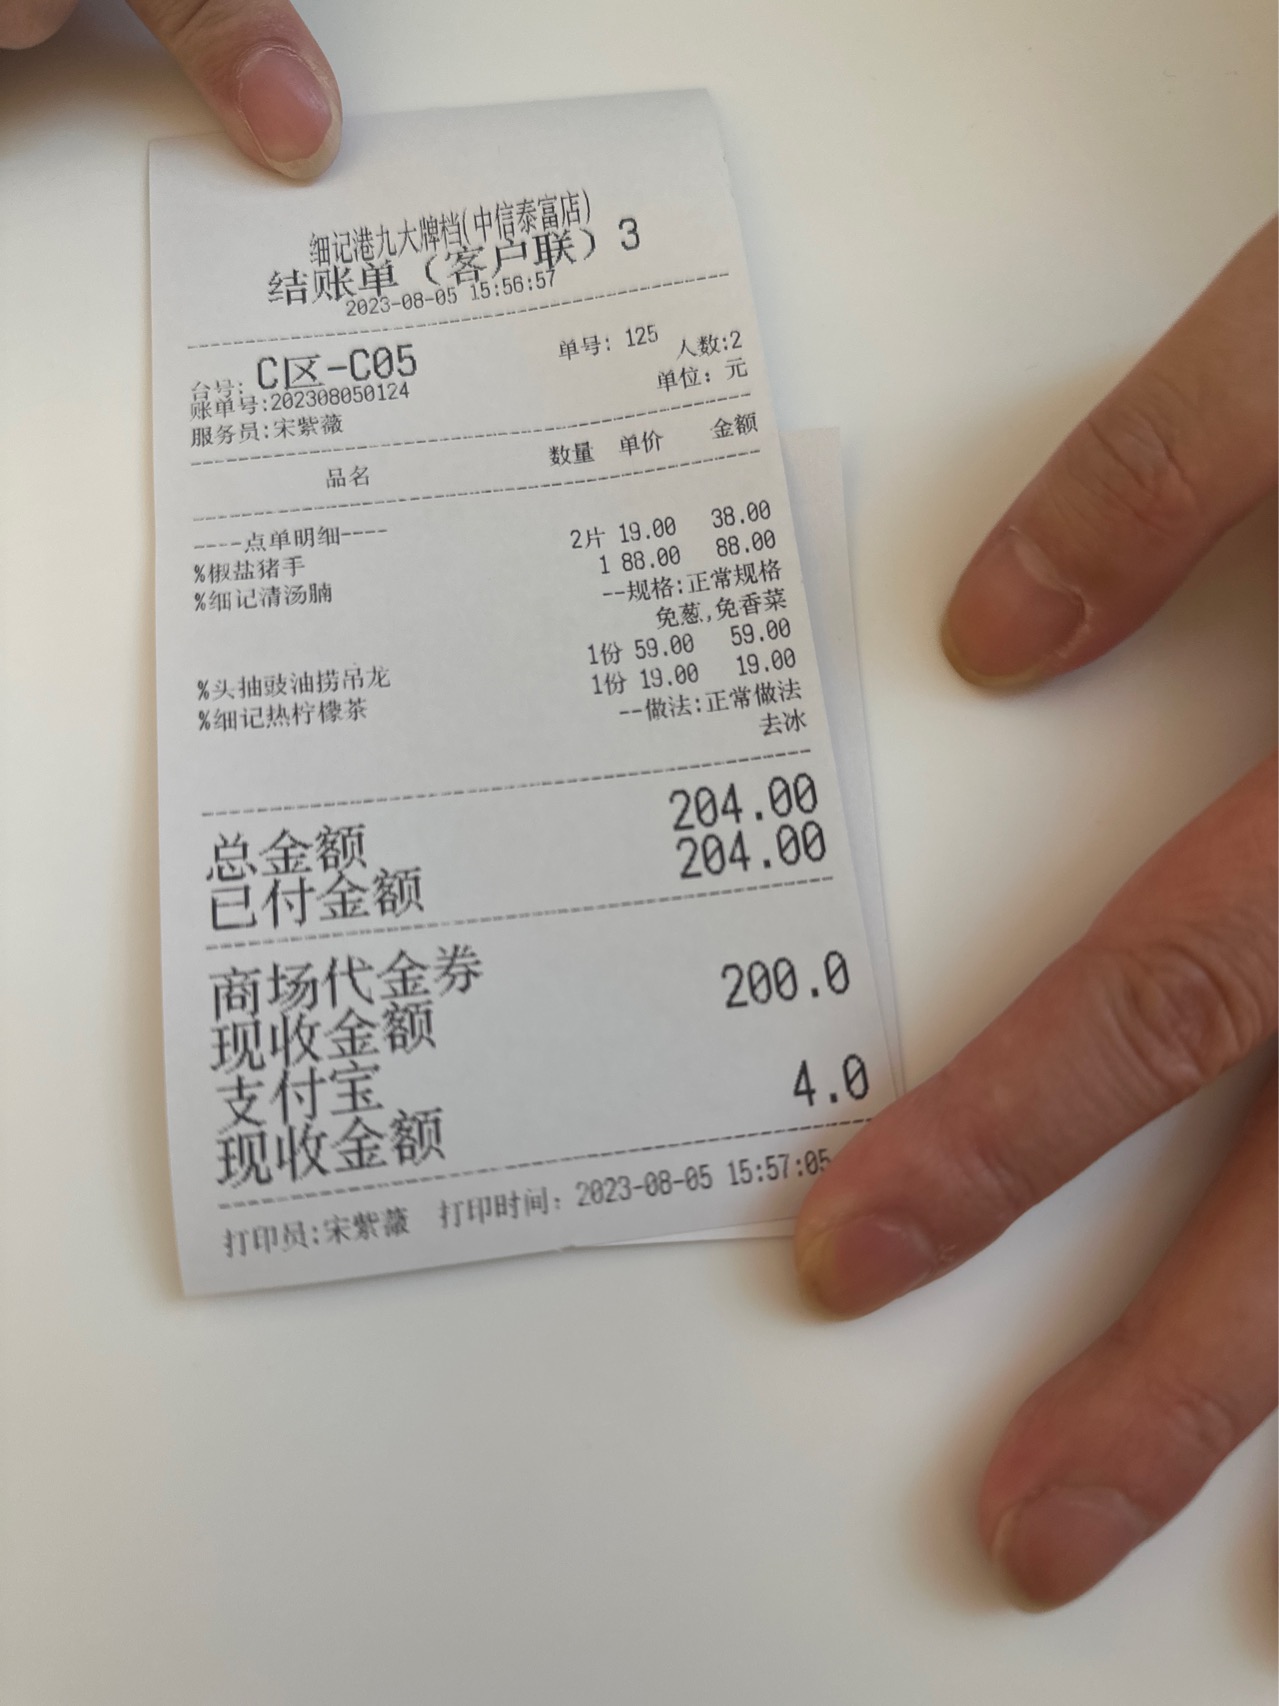 细记港九大牌档(中信泰富店)
结账单（客户联）3
2023-08-05 15:56:57
台号: C区-C05 单号: 125 人数:2
账单号:202308050124 单位: 元
服务员:宋紫薇
品名 数量 单价 金额
----点单明细----
%椒盐猪手 2片 19.00 38.00
%细记清汤腩 1 88.00 88.00
--规格:正常规格
免葱,免香菜
%头抽豉油捞吊龙 1份 59.00 59.00
%细记热柠檬茶 1份 19.00 19.00
--做法:正常做法
去冰
总金额 204.00
已付金额 204.00
商场代金券
现收金额 200.0
支付宝
现收金额 4.0
打印员:宋紫薇 打印时间: 2023-08-05 15:57:05